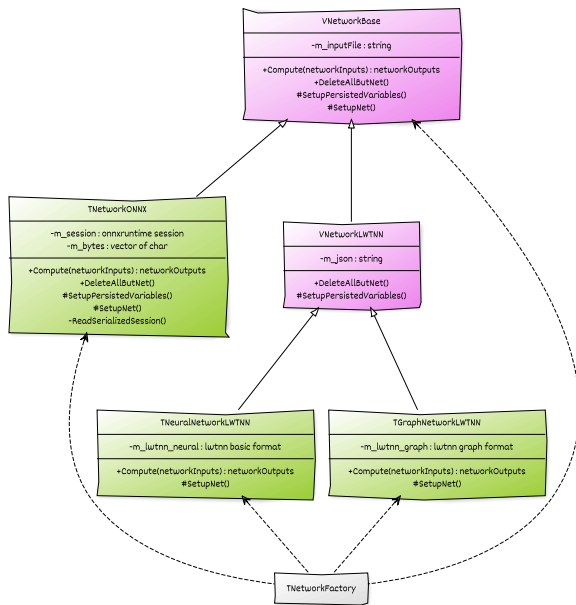 VNetworkBase
-m_inputFile : string
+Compute(networkInputs) : networkOutputs
+DeleteAllButNet()
#SetupPersistedVariables()
#SetupNet()
TNetworkONNX
-m_session : onnxruntime session
-m_bytes : vector of char
+Compute(networkInputs) : networkOutputs
+DeleteAllButNet()
#SetupPersistedVariables()
#SetupNet()
-ReadSerializedSession()
VNetworkLWTNN
-m_json : string
+DeleteAllButNet()
#SetupPersistedVariables()
TNeuralNetworkLWTNN
-m_lwtnn_neural : lwtnn basic format
+Compute(networkInputs) : networkOutputs
#SetupNet()
TGraphNetworkLWTNN
-m_lwtnn_graph : lwtnn graph format
+Compute(networkInputs) : networkOutputs
#SetupNet()
TNetworkFactory